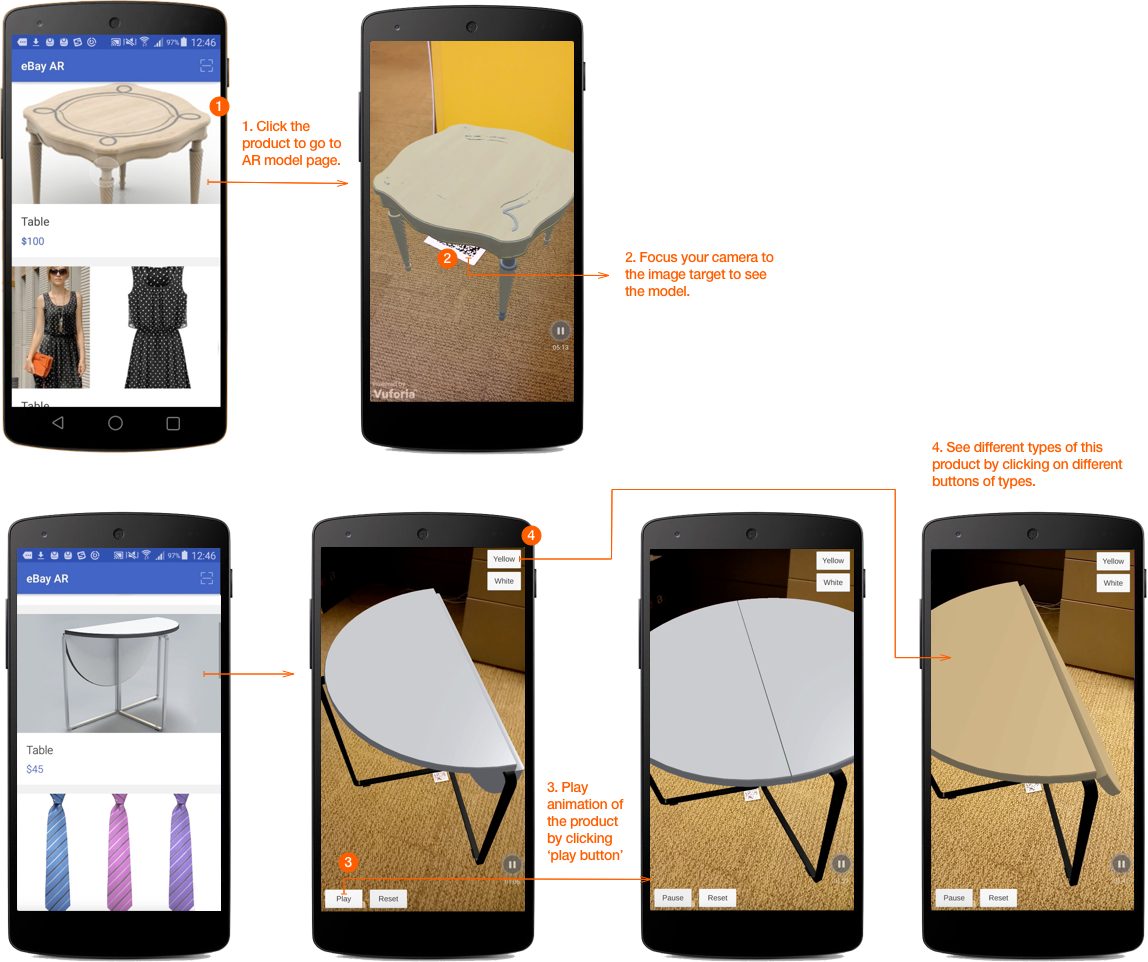 97% 12:46
eBay AR
1
1. Click the
product to go to
AR model page.
Table
$100
Table
2
2. Focus your camera to
the image target to see
the model.
05:13
Powered by
Vuforia
4. See different types of this
product by clicking on different
buttons of types.
97% 12:46
eBay AR
Table
$45
4
Yellow
White
3. Play
animation of
the product
by clicking
‘play button’
3
Play Reset
Yellow
White
Pause Reset
Yellow
White
Pause Reset